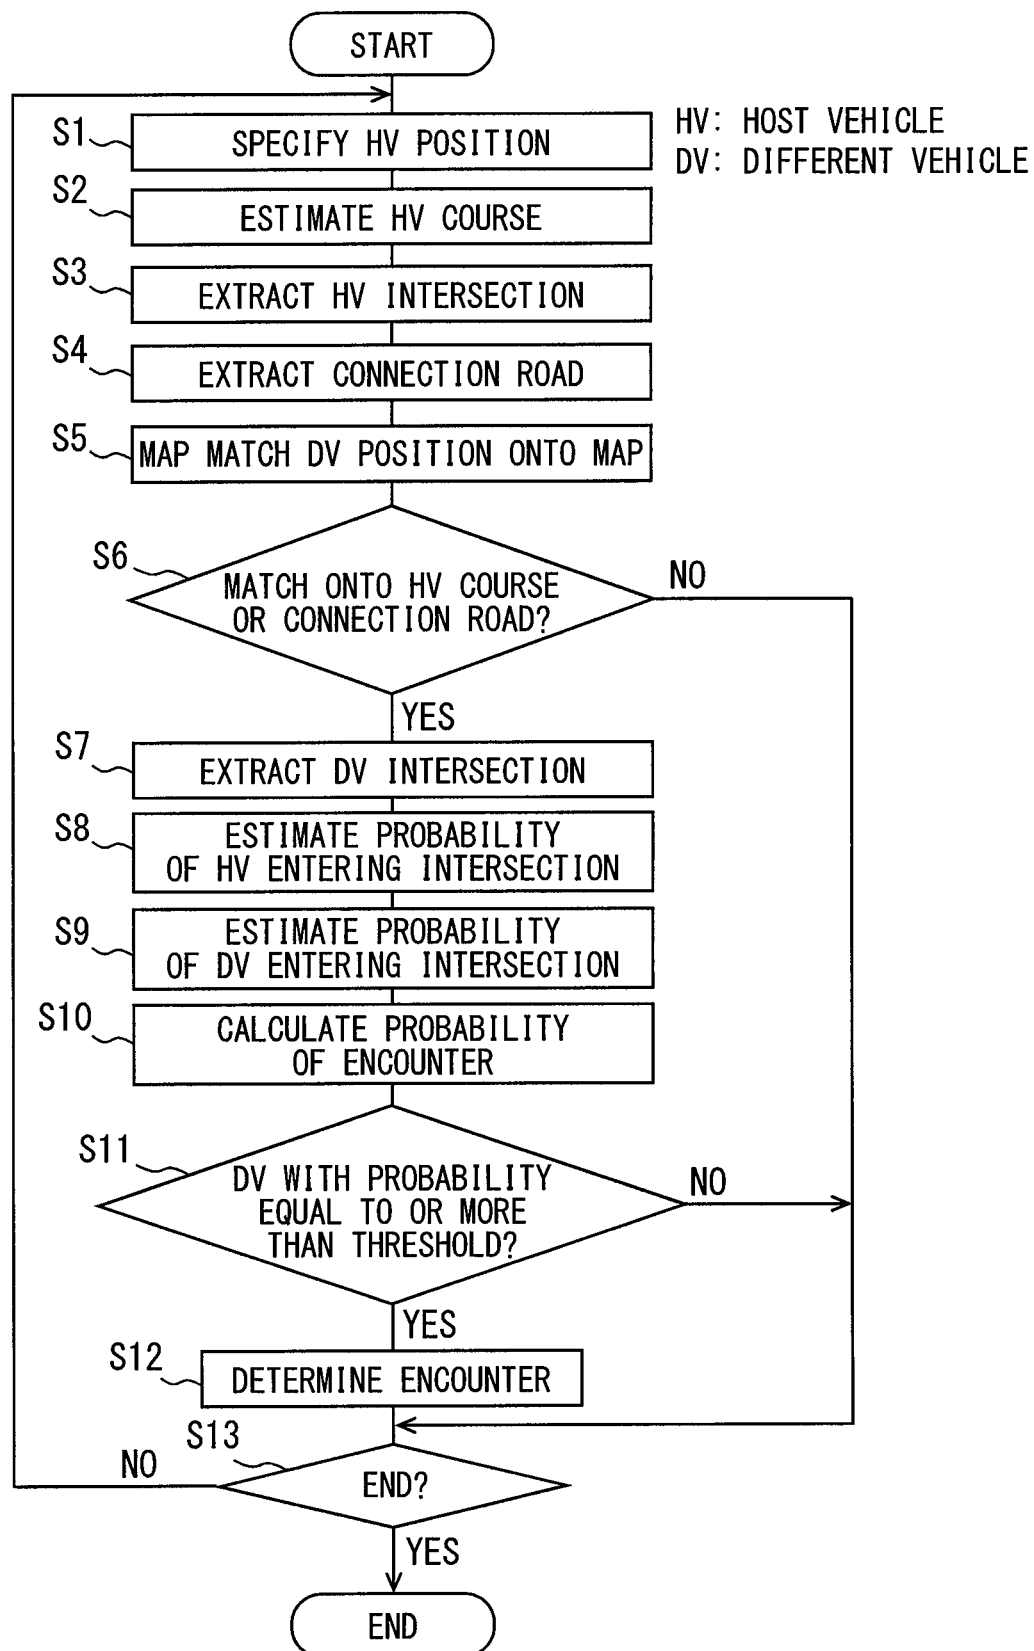 START
S1
SPECIFY HV POSITION
HV: HOST VEHICLE
DV: DIFFERENT VEHICLE
S2
ESTIMATE HV COURSE
S3
EXTRACT HV INTERSECTION
S4
EXTRACT CONNECTION ROAD
S5
MAP MATCH DV POSITION ONTO MAP
S6
MATCH ONTO HV COURSE
OR CONNECTION ROAD?
NO
YES
S7
EXTRACT DV INTERSECTION
S8
ESTIMATE PROBABILITY
OF HV ENTERING INTERSECTION
S9
ESTIMATE PROBABILITY
OF DV ENTERING INTERSECTION
S10
CALCULATE PROBABILITY
OF ENCOUNTER
S11
DV WITH PROBABILITY
EQUAL TO OR MORE
THAN THRESHOLD?
NO
YES
S12
DETERMINE ENCOUNTER
S13
NO
END?
YES
END